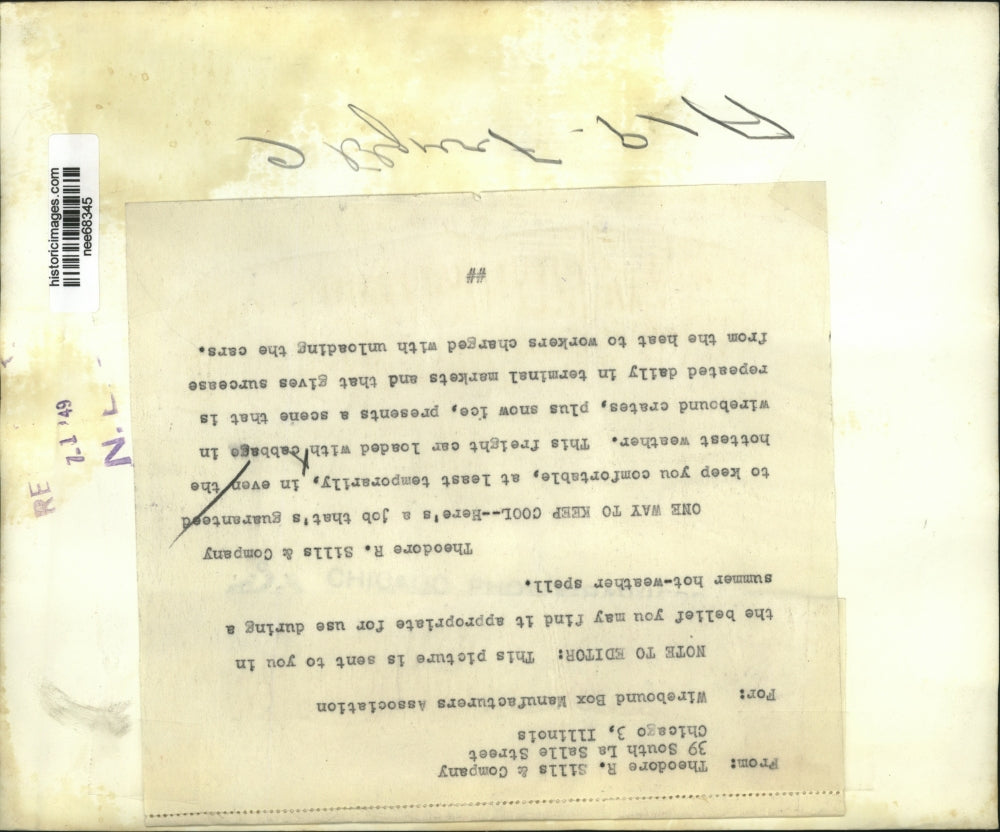 From: Theodore R. Sills & Company
39 South La Salle Street
Chicago 3, Illinois
For: Wirebound Box Manufacturers Association
NOTE TO EDITOR: This picture is sent to you in
the belief you may find it appropriate for use during a
summer hot-weather spell.
Theodore R. Sills & Company
ONE WAY TO KEEP COOL--Here's a job that's guaranteed
to keep you comfortable, at least temporarily, in even the
hottest weather. This freight car loaded with cabbage in
wirebound crates, plus snow ice, presents a scene that is
repeated daily in terminal markets and that gives surcease
from the heat to workers charged with unloading the cars.
##
historicimages.com
nee68345